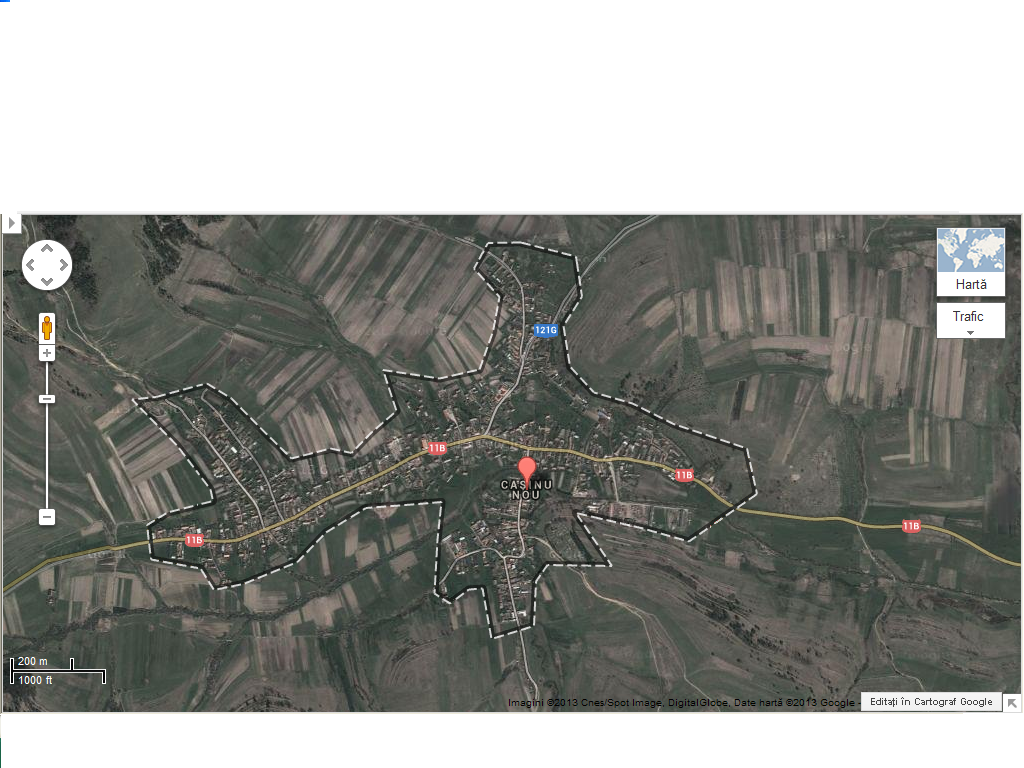 Hartă
Trafic
121G
11B
11B
CAȘINU
NOU
11B
11B
200 m
1000 ft
Imagini ©2013 Cnes/Spot Image, DigitalGlobe, Date hartă ©2013 Google -
Editați în Cartograf Google